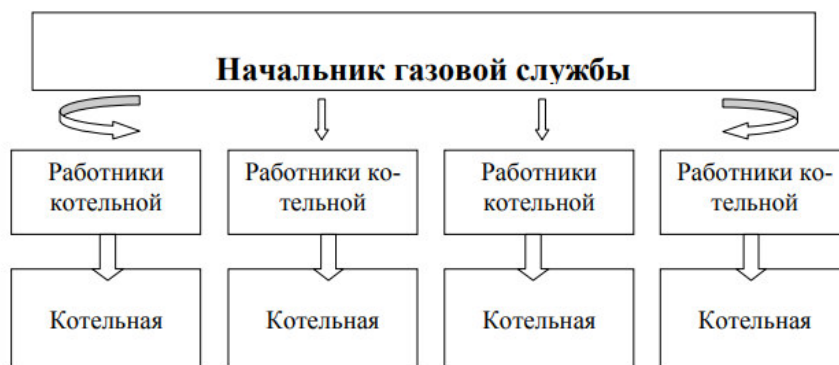 Начальник газовой службы
Работники
котельной
Работники ко-
тельной
Работники
котельной
Работники ко-
тельной
Котельная
Котельная
Котельная
Котельная